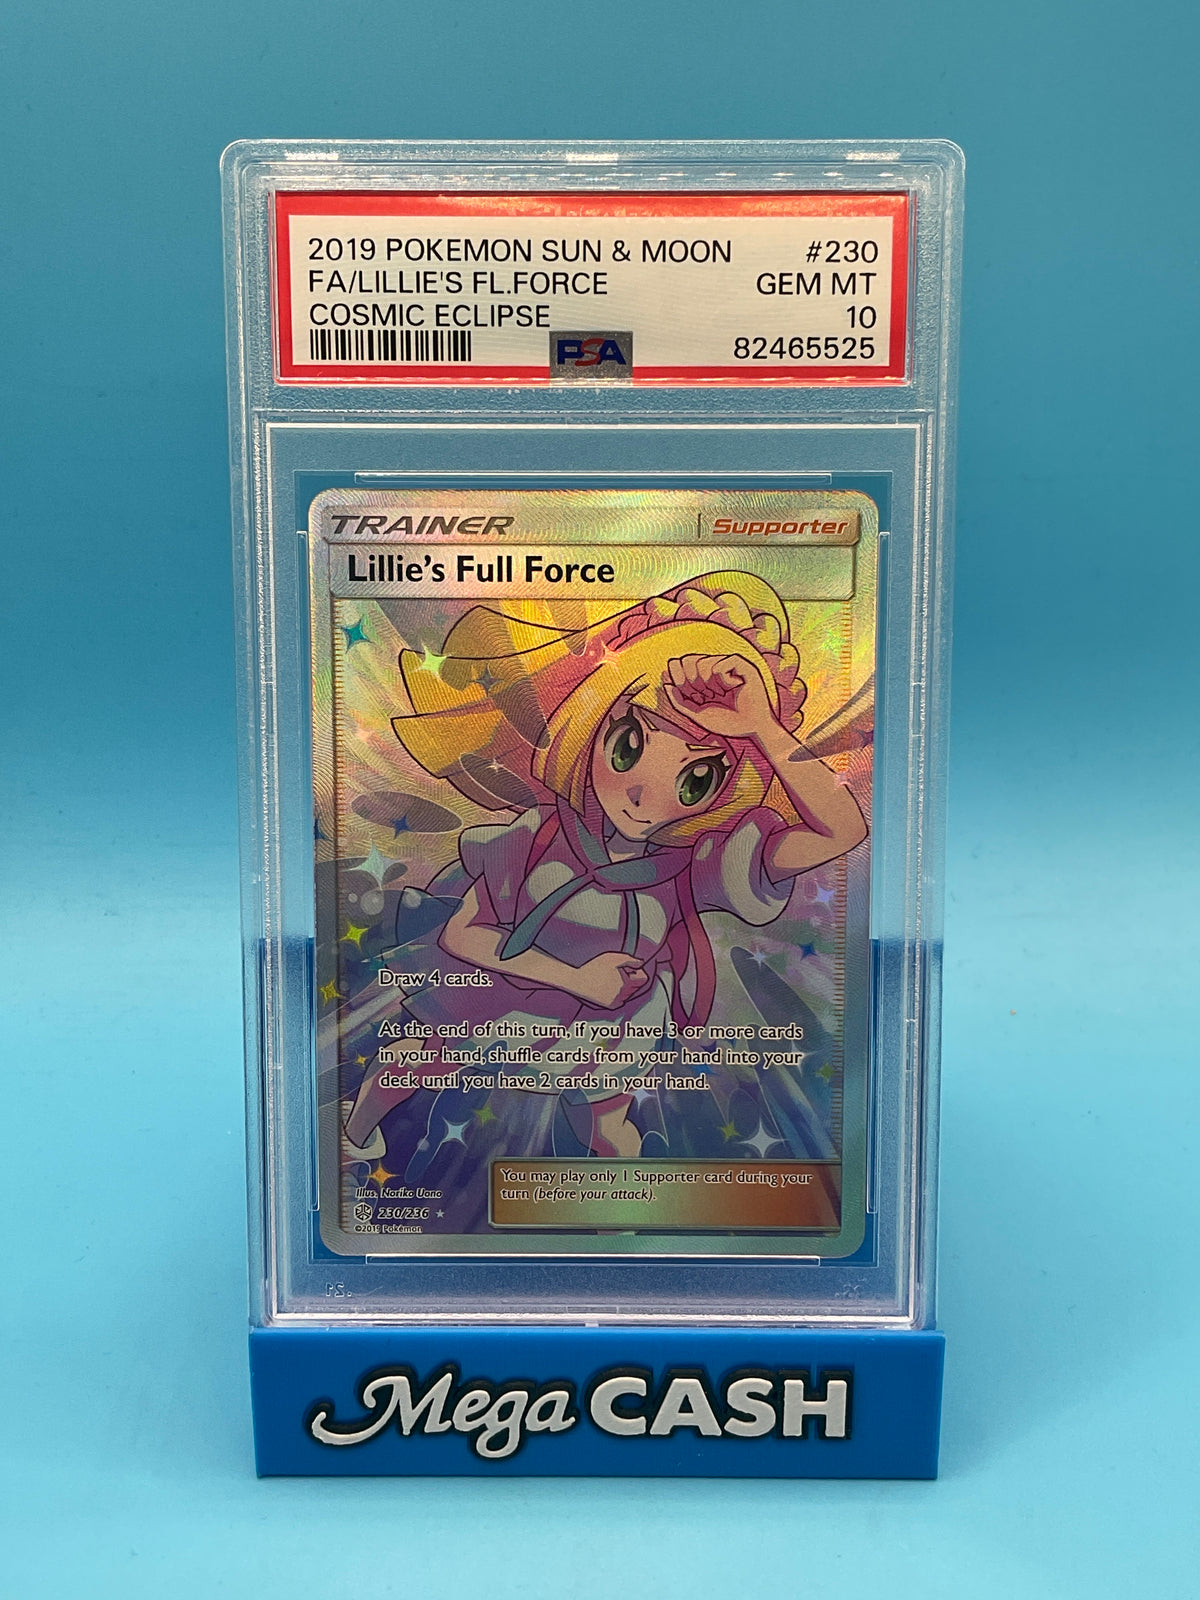 2019 POKEMON SUN & MOON #230
FA/LILLIE'S FL.FORCE GEM MT
COSMIC ECLIPSE 10
PSA 82465525
TRAINER Supporter
Lillie's Full Force
Draw 4 cards.
At the end of this turn, if you have 3 or more cards
in your hand, shuffle cards from your hand into your
deck until you have 2 cards in your hand.
You may play only 1 Supporter card during your
turn (before your attack).
Illus. Noriko Uono
230/236
©2019 Pokémon
Mega CASH